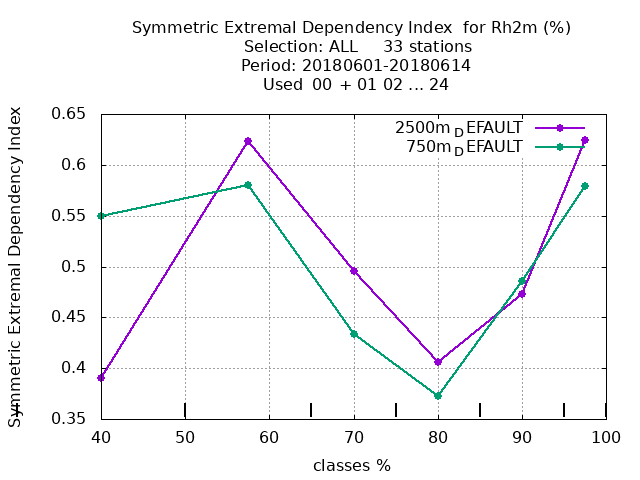 Symmetric Extremal Dependency Index for Rh2m (%)
Selection: ALL 33 stations
Period: 20180601-20180614
Used 00 + 01 02 ... 24
2500m_DEFAULT
750m_DEFAULT
Symmetric Extremal Dependency Index
0.65
0.6
0.55
0.5
0.45
0.4
0.35
40 50 60 70 80 90 100
classes %